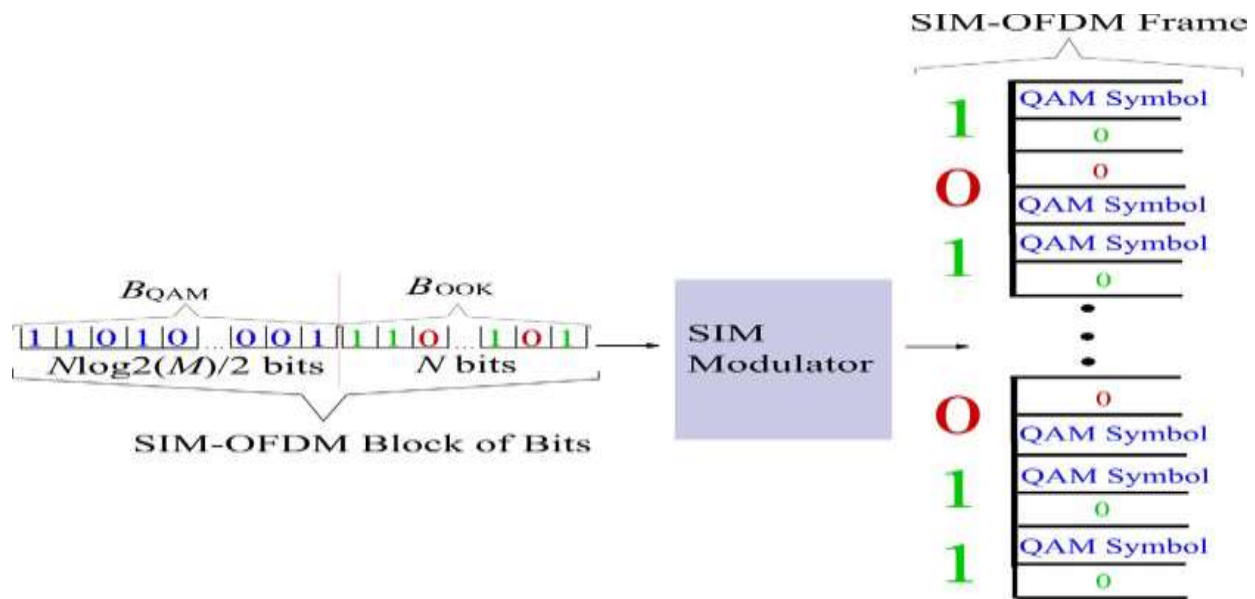 SIM-OFDM Frame
B QAM
B OOK
1 1 0 1 0 ... 0 0 1 1 1 0 ... 1 0 1
Nlog2(M)/2 bits
N bits
SIM-OFDM Block of Bits
SIM
Modulator
1
QAM Symbol
0
0
0
QAM Symbol
1
QAM Symbol
0
0
0
QAM Symbol
1
QAM Symbol
0
1
QAM Symbol
0